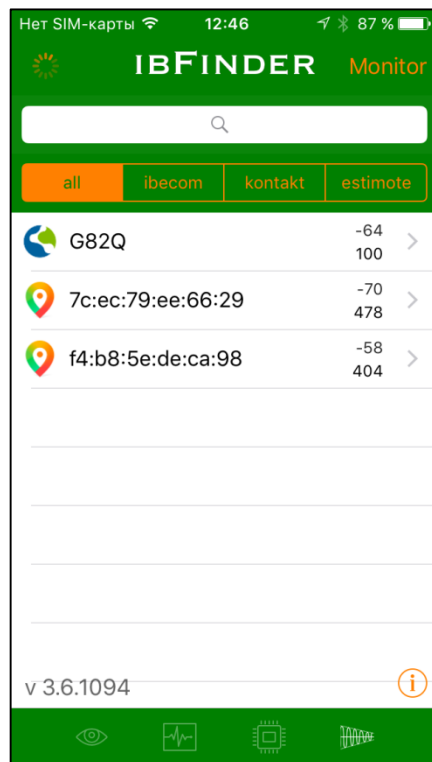 Нет SIM-карты 12:46 87 %
IBFINDER Monitor
all ibecom kontakt estimote
G82Q -64
100
7c:ec:79:ee:66:29 -70
478
f4:b8:5e:de:ca:98 -58
404
v 3.6.1094 i